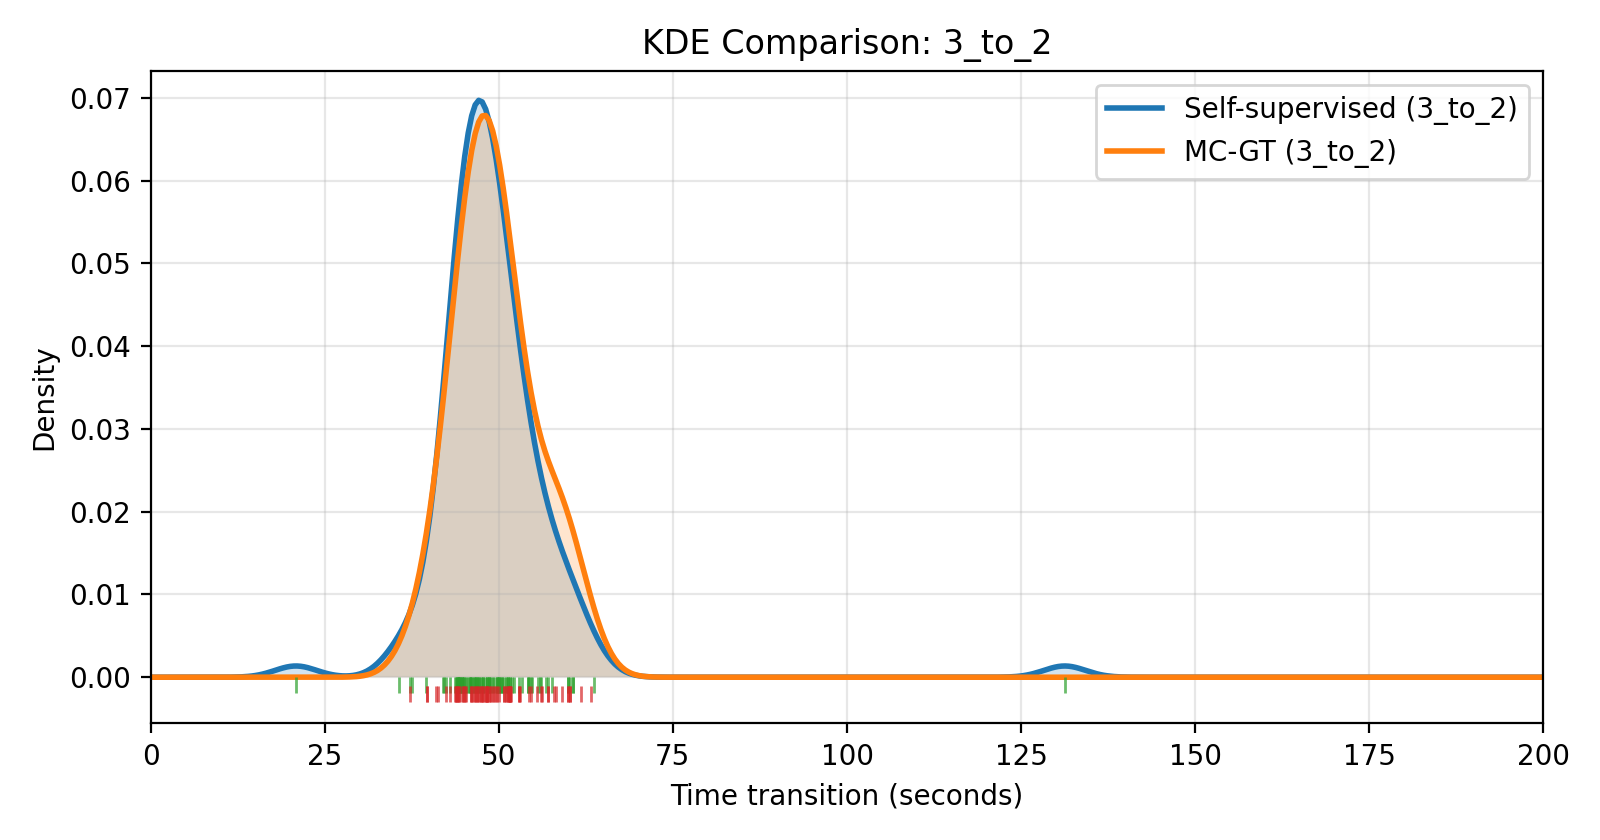 KDE Comparison: 3_to_2
Self-supervised (3_to_2)
MC-GT (3_to_2)
Density
0.07
0.06
0.05
0.04
0.03
0.02
0.01
0.00
0 25 50 75 100 125 150 175 200
Time transition (seconds)